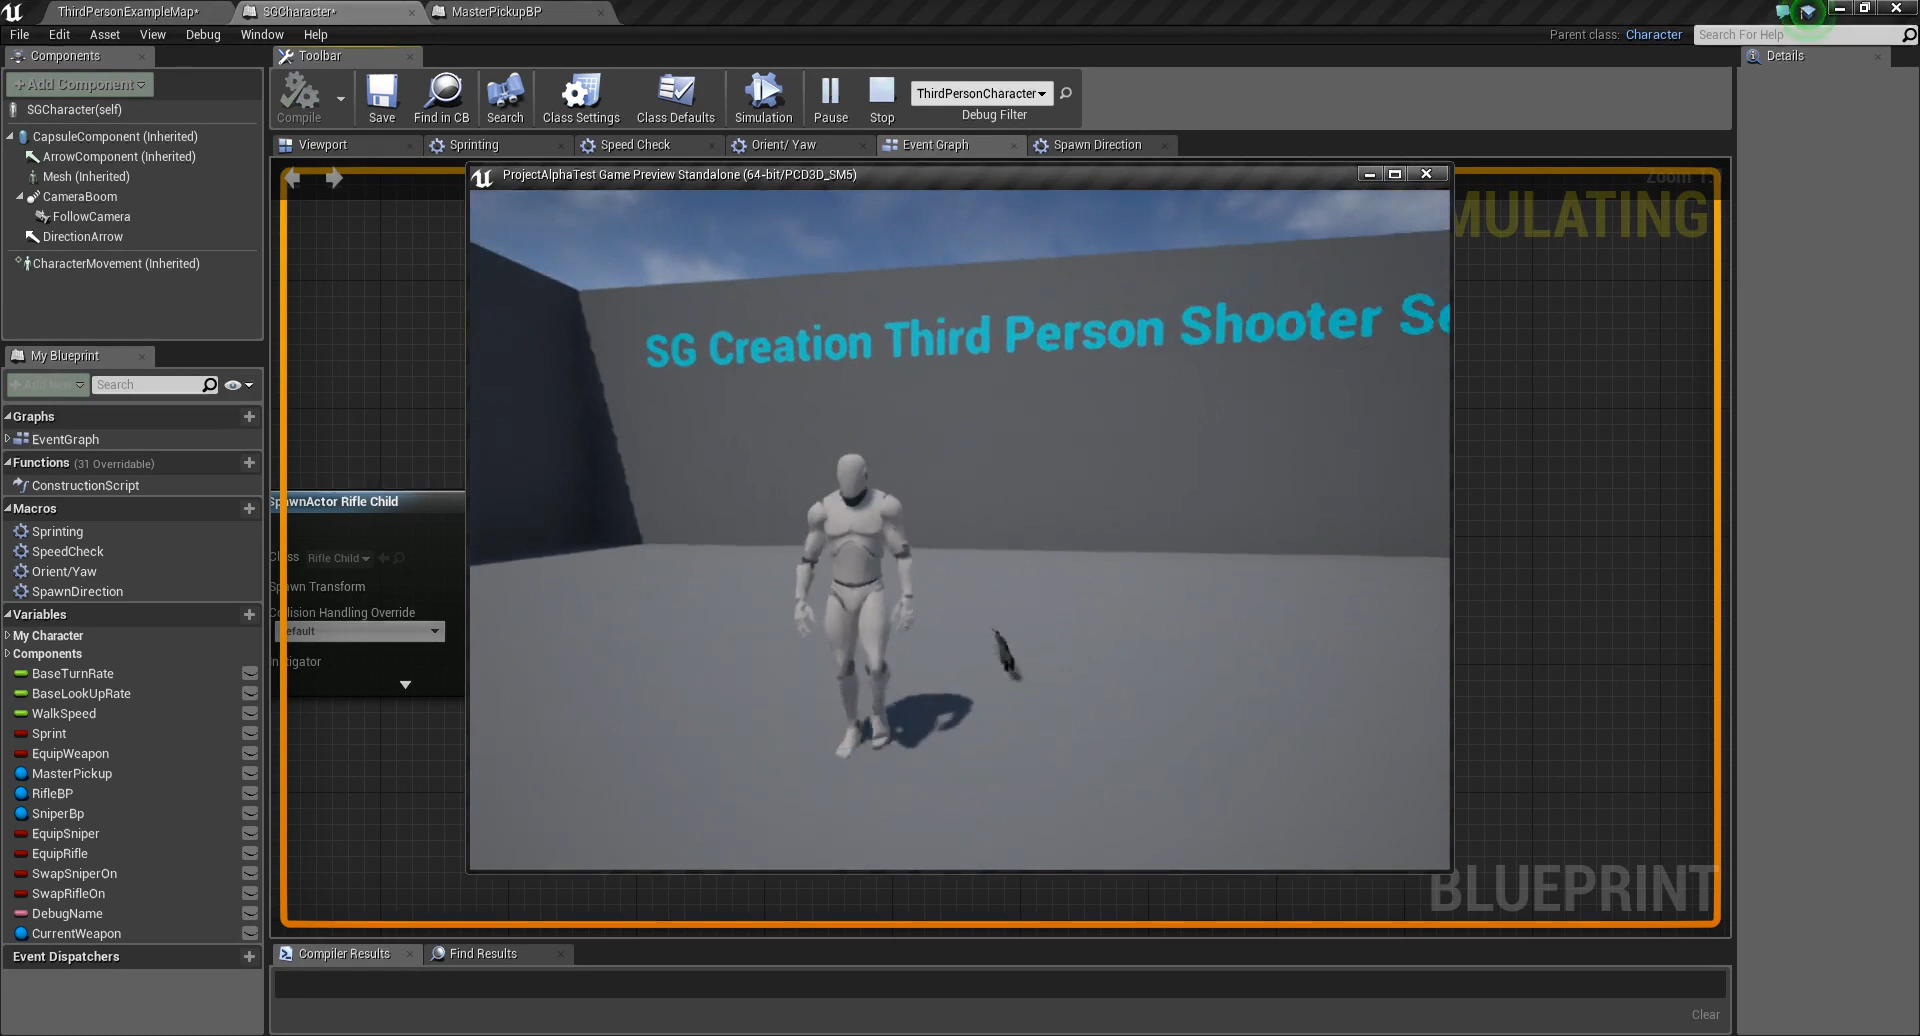 ThirdPersonExampleMap*
SGCharacter*
MasterPickupBP
File Edit Asset View Debug Window Help
Parent class: Character
Search For Help
Components
Toolbar
Details
+Add Component
SGCharacter(self)
CapsuleComponent (Inherited)
ArrowComponent (Inherited)
Mesh (Inherited)
CameraBoom
FollowCamera
DirectionArrow
CharacterMovement (Inherited)
Compile
Save
Find in CB
Search
Class Settings
Class Defaults
Simulation
Pause
Stop
ThirdPersonCharacter
Debug Filter
Viewport
Sprinting
Speed Check
Orient/ Yaw
Event Graph
Spawn Direction
ProjectAlphaTest Game Preview Standalone (64-bit/PCD3D_SM5)
MULATING
SG Creation Third Person Shooter Se
SpawnActor Rifle Child
Class Rifle Child
Spawn Transform
Collision Handling Override
efault
BLUEPRINT
My Blueprint
+ Add New
Search
Graphs
EventGraph
Functions (31 Overridable)
ConstructionScript
Macros
Sprinting
SpeedCheck
Orient/Yaw
SpawnDirection
Variables
My Character
Components
BaseTurnRate
BaseLookUpRate
WalkSpeed
Sprint
EquipWeapon
MasterPickup
RifleBP
SniperBp
EquipSniper
EquipRifle
SwapSniperOn
SwapRifleOn
DebugName
CurrentWeapon
Event Dispatchers
Compiler Results
Find Results
Clear